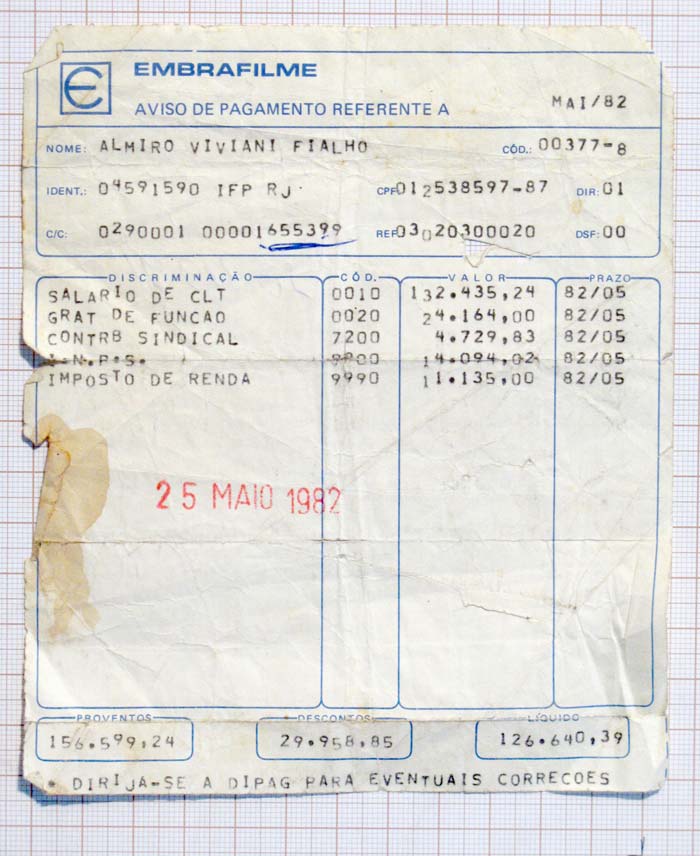 EMBRAFILME
AVISO DE PAGAMENTO REFERENTE A MAI/82
NOME: ALMIRO VIVIANI FIALHO CÓD.: 00377-8
IDENT.: 04591590 IFP RJ CPF 012538597-87 DIR: 01
C/C: 0290001 00001655399 REF 03020300020 DSF: 00
DISCRIMINAÇÃO CÓD. VALOR PRAZO
SALARIO DE CLT 0010 132.435,24 82/05
GRAT DE FUNCAO 0020 24.164,00 82/05
CONTRB SINDICAL 7200 4.729,83 82/05
I.N.P.S. 9900 14.094,02 82/05
IMPOSTO DE RENDA 9990 11.135,00 82/05
25 MAIO 1982
PROVENTOS DESCONTOS LÍQUIDO
156.599,24 29.958,85 126.640,39
* DIRIJA-SE A DIPAG PARA EVENTUAIS CORRECOES